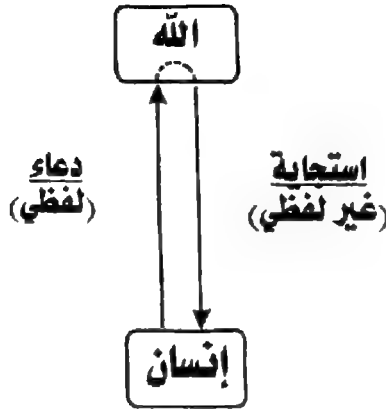 الله
استجابة
(غير لفظي)
دعاء
(لفظي)
إنسان